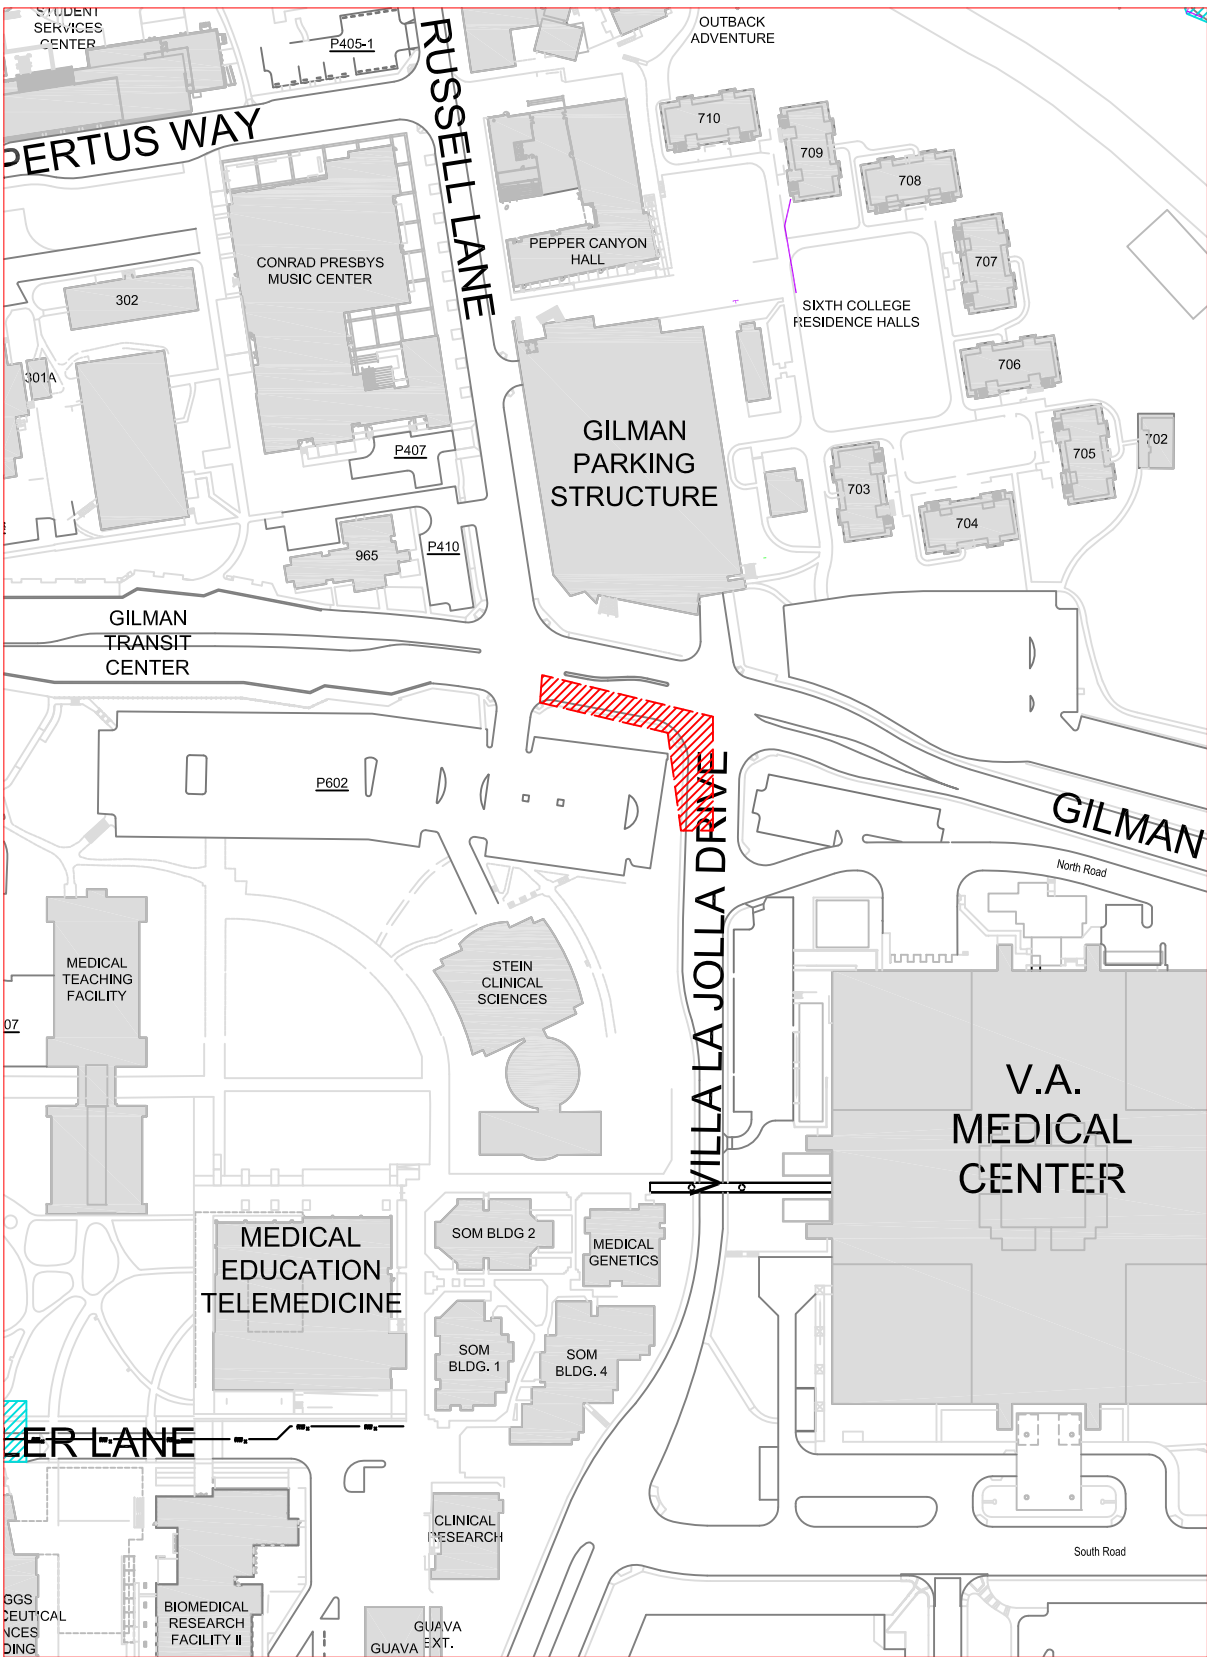 STUDENT
SERVICES
CENTER
P405-1
OUTBACK
ADVENTURE
RUSSELL LANE
PERTUS WAY
710
709
708
707
706
705
702
703
704
PEPPER CANYON
HALL
CONRAD PRESBYS
MUSIC CENTER
302
301A
SIXTH COLLEGE
RESIDENCE HALLS
GILMAN
PARKING
STRUCTURE
P407
P410
965
GILMAN
TRANSIT
CENTER
P602
VILLA LA JOLLA DRIVE
GILMAN
North Road
MEDICAL
TEACHING
FACILITY
07
STEIN
CLINICAL
SCIENCES
V.A.
MEDICAL
CENTER
MEDICAL
EDUCATION
TELEMEDICINE
SOM BLDG 2
MEDICAL
GENETICS
SOM
BLDG. 1
SOM
BLDG. 4
LER LANE
CLINICAL
RESEARCH
South Road
GGS
CEUTICAL
NCES
DING
BIOMEDICAL
RESEARCH
FACILITY II
GUAVA
GUAVA
EXT.